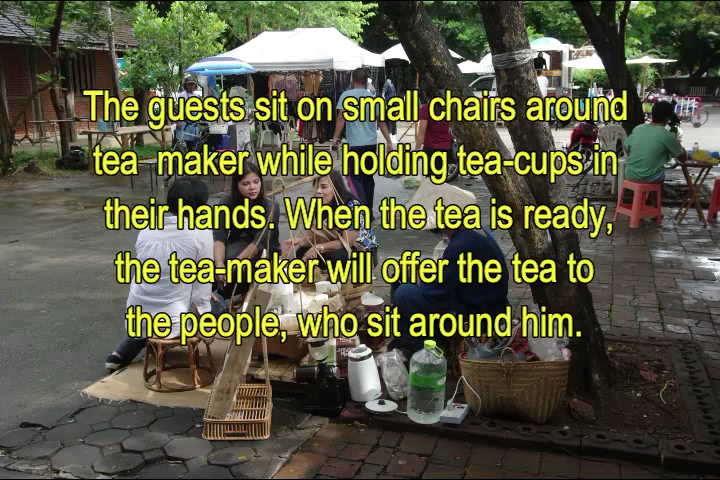 The guests sit on small chairs around
tea maker while holding tea-cups in
their hands. When the tea is ready,
the tea-maker will offer the tea to
the people, who sit around him.